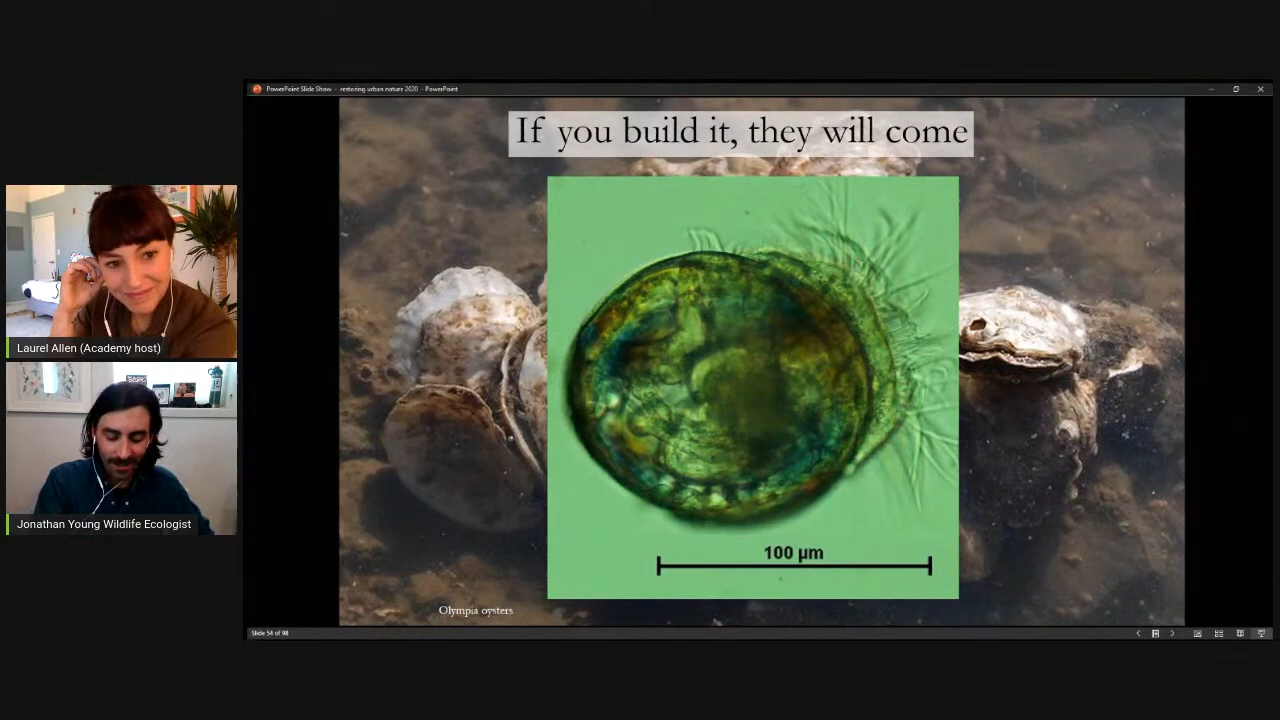 PowerPoint Slide Show - restoring urban nature 2020 - PowerPoint
If you build it, they will come
Laurel Allen (Academy host)
Jonathan Young Wildlife Ecologist
100 µm
Olympia oysters
Slide 54 of 98